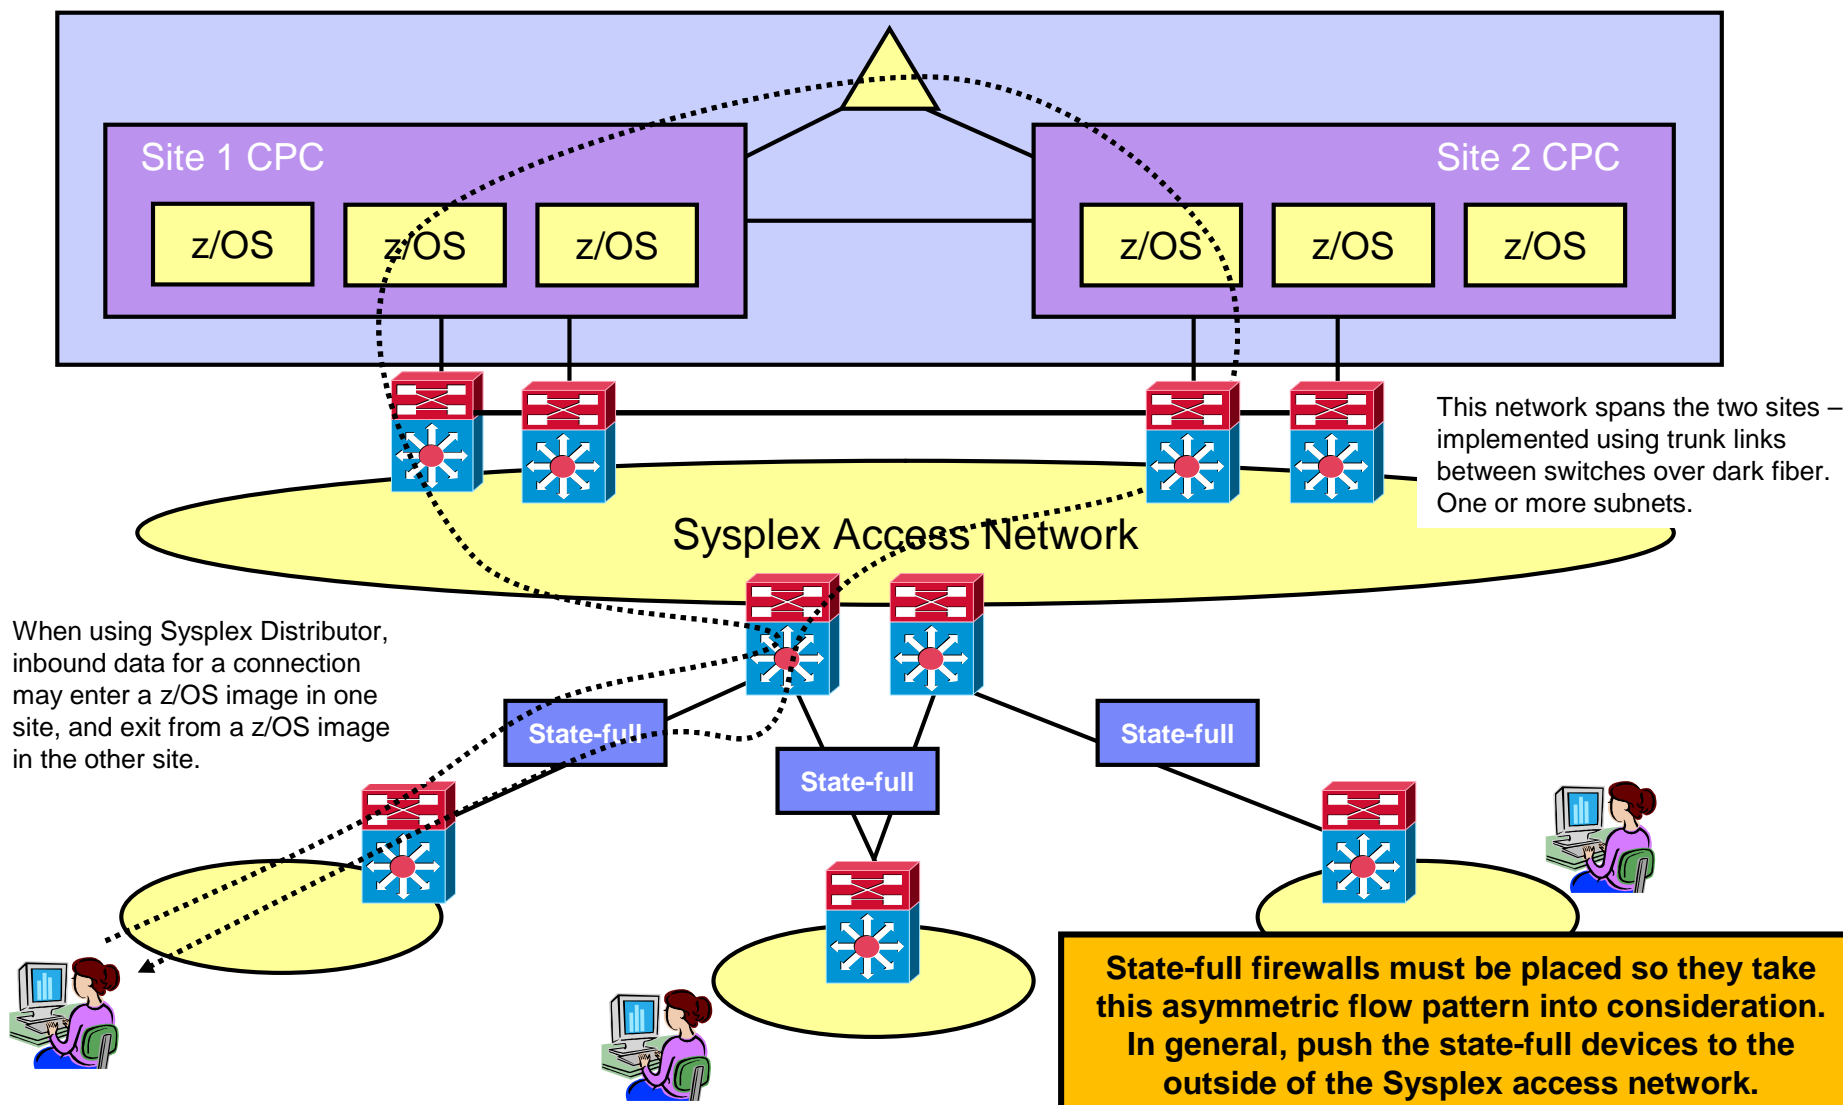 Site 1 CPC
Site 2 CPC
z/OS
z/OS
z/OS
z/OS
z/OS
z/OS
This network spans the two sites –
implemented using trunk links
between switches over dark fiber.
One or more subnets.
Sysplex Access Network
When using Sysplex Distributor,
inbound data for a connection
may enter a z/OS image in one
site, and exit from a z/OS image
in the other site.
State-full
State-full
State-full
State-full firewalls must be placed so they take
this asymmetric flow pattern into consideration.
In general, push the state-full devices to the
outside of the Sysplex access network.